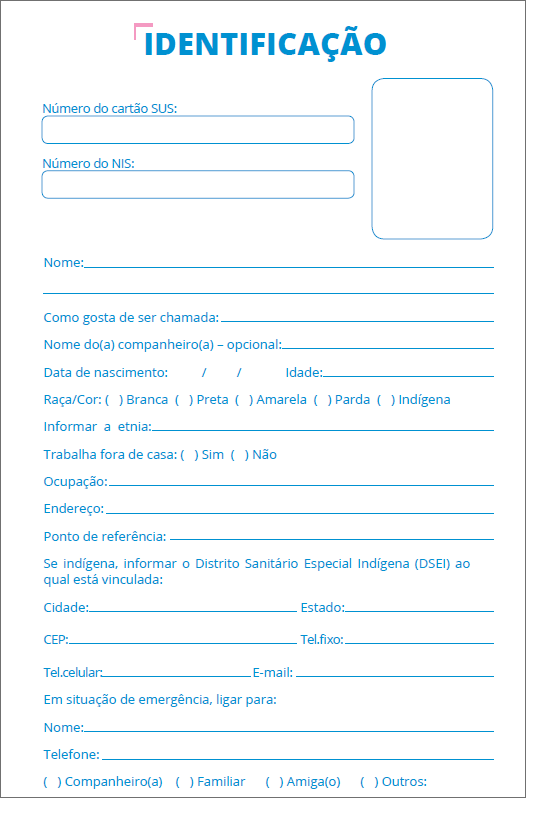 IDENTIFICAÇÃO
Número do cartão SUS:
Número do NIS:
Nome:
Como gosta de ser chamada:
Nome do(a) companheiro(a) – opcional:
Data de nascimento: / / Idade:
Raça/Cor: ( ) Branca ( ) Preta ( ) Amarela ( ) Parda ( ) Indígena
Informar a etnia:
Trabalha fora de casa: ( ) Sim ( ) Não
Ocupação:
Endereço:
Ponto de referência:
Se indígena, informar o Distrito Sanitário Especial Indígena (DSEI) ao
qual está vinculada:
Cidade: Estado:
CEP: Tel.fixo:
Tel.celular: E-mail:
Em situação de emergência, ligar para:
Nome:
Telefone:
( ) Companheiro(a) ( ) Familiar ( ) Amiga(o) ( ) Outros: